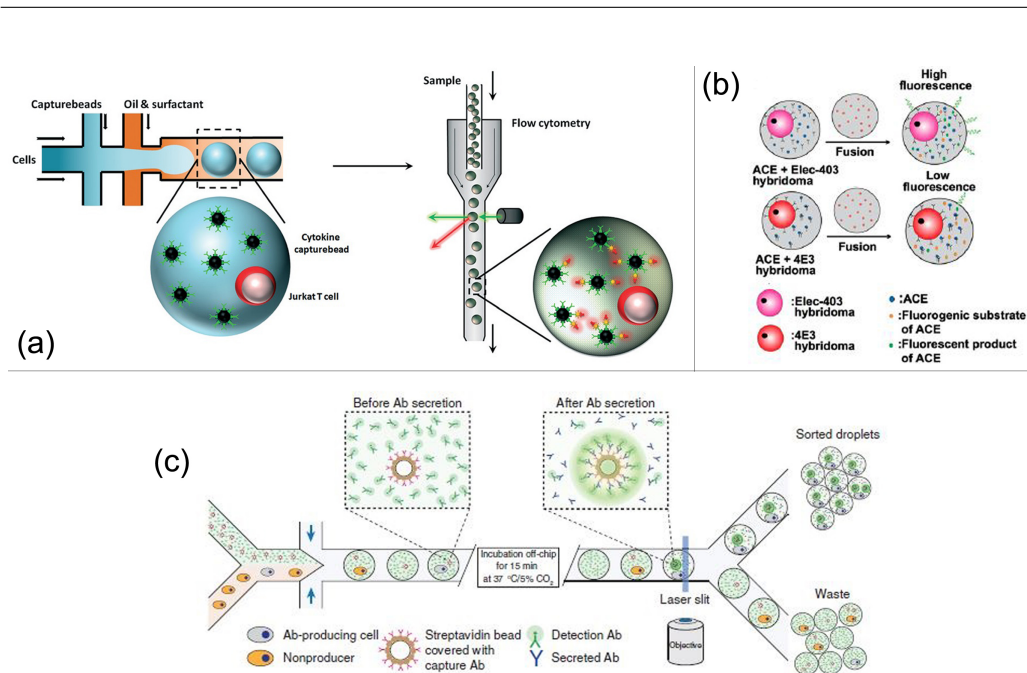 Capturebeads
Oil & surfactant
Cells
Cytokine
capturebead
Jurkat T cell
(a)
Sample
Flow cytometry
(b)
High
fluorescence
Fusion
ACE + Elec-403
hybridoma
Low
fluorescence
Fusion
ACE + 4E3
hybridoma
:Elec-403
hybridoma
:4E3
hybridoma
:ACE
:Fluorogenic substrate
of ACE
:Fluorescent product
of ACE
(c)
Before Ab secretion
After Ab secretion
Sorted droplets
Incubation off-chip
for 15 min
at 37 °C/5% CO2
Laser slit
Objective
Waste
Ab-producing cell
Nonproducer
Streptavidin bead
covered with
capture Ab
Detection Ab
Secreted Ab